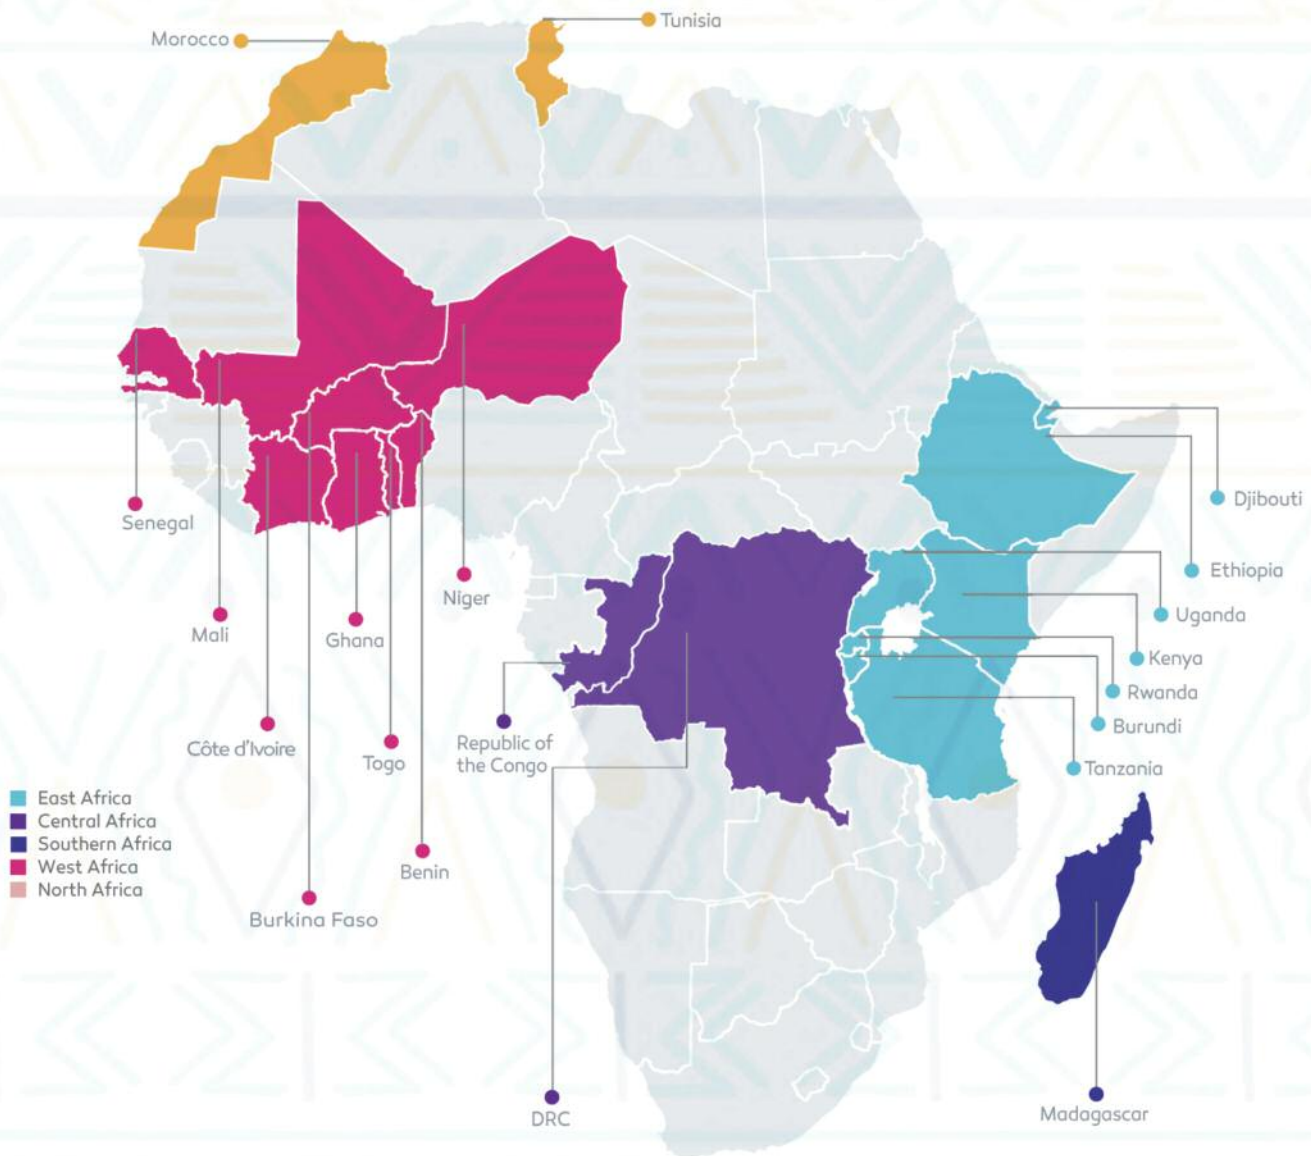 Tunisia
Morocco
Senegal
Mali
Côte d'Ivoire
Burkina Faso
Ghana
Togo
Benin
Niger
Republic of
the Congo
DRC
Djibouti
Ethiopia
Uganda
Kenya
Rwanda
Burundi
Tanzania
Madagascar
East Africa
Central Africa
Southern Africa
West Africa
North Africa